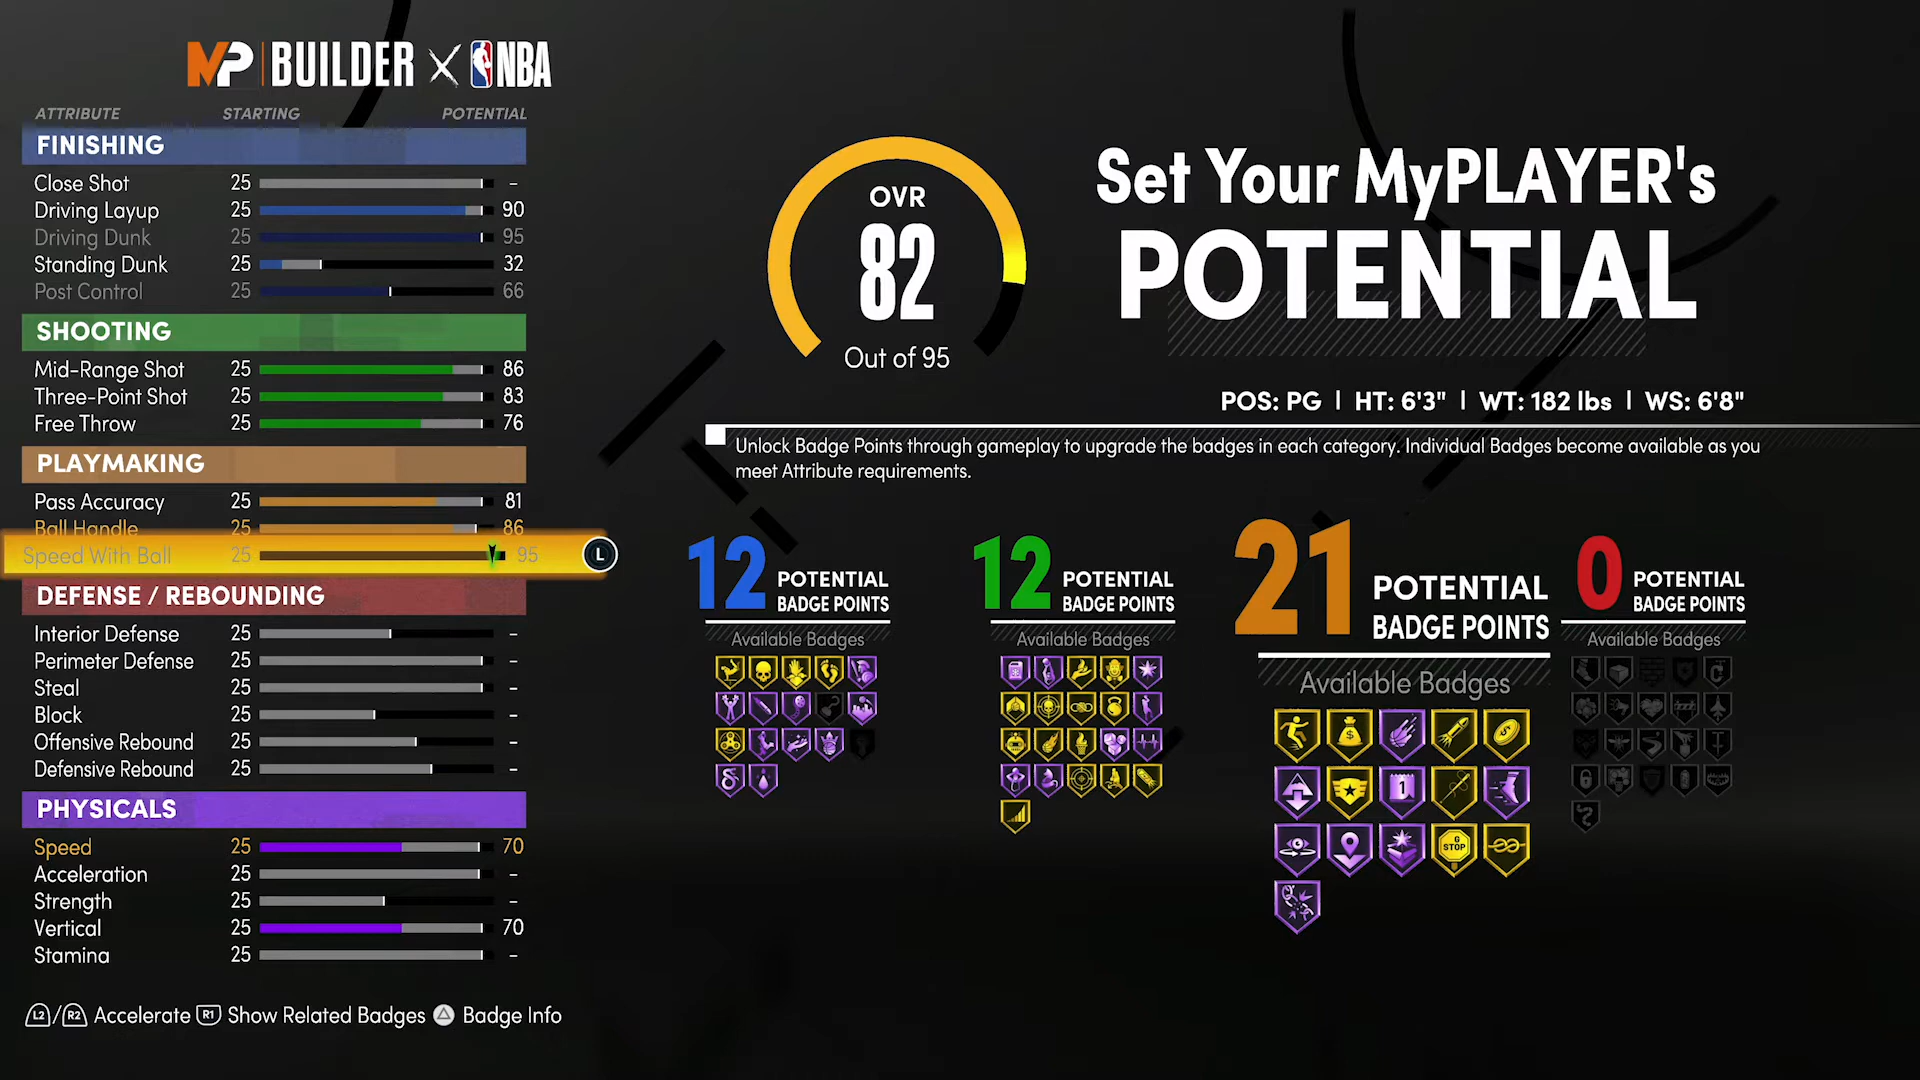 MP | BUILDER X NBA
ATTRIBUTE STARTING POTENTIAL
FINISHING
Close Shot 25 -
Driving Layup 25 90
Driving Dunk 25 95
Standing Dunk 25 32
Post Control 25 66
SHOOTING
Mid-Range Shot 25 86
Three-Point Shot 25 83
Free Throw 25 76
PLAYMAKING
Pass Accuracy 25 81
Ball Handle 25 86
Speed With Ball 25 95 L
DEFENSE / REBOUNDING
Interior Defense 25 -
Perimeter Defense 25 -
Steal 25 -
Block 25 -
Offensive Rebound 25 -
Defensive Rebound 25 -
PHYSICALS
Speed 25 70
Acceleration 25 -
Strength 25 -
Vertical 25 70
Stamina 25 -
L2/R2 Accelerate R1 Show Related Badges Badge Info
OVR
82
Out of 95
Set Your MyPLAYER's
POTENTIAL
POS: PG | HT: 6'3" | WT: 182 lbs | WS: 6'8"
Unlock Badge Points through gameplay to upgrade the badges in each category. Individual Badges become available as you
meet Attribute requirements.
12 POTENTIAL
BADGE POINTS
Available Badges
12 POTENTIAL
BADGE POINTS
Available Badges
21 POTENTIAL
BADGE POINTS
Available Badges
1
G
STOP
0 POTENTIAL
BADGE POINTS
Available Badges